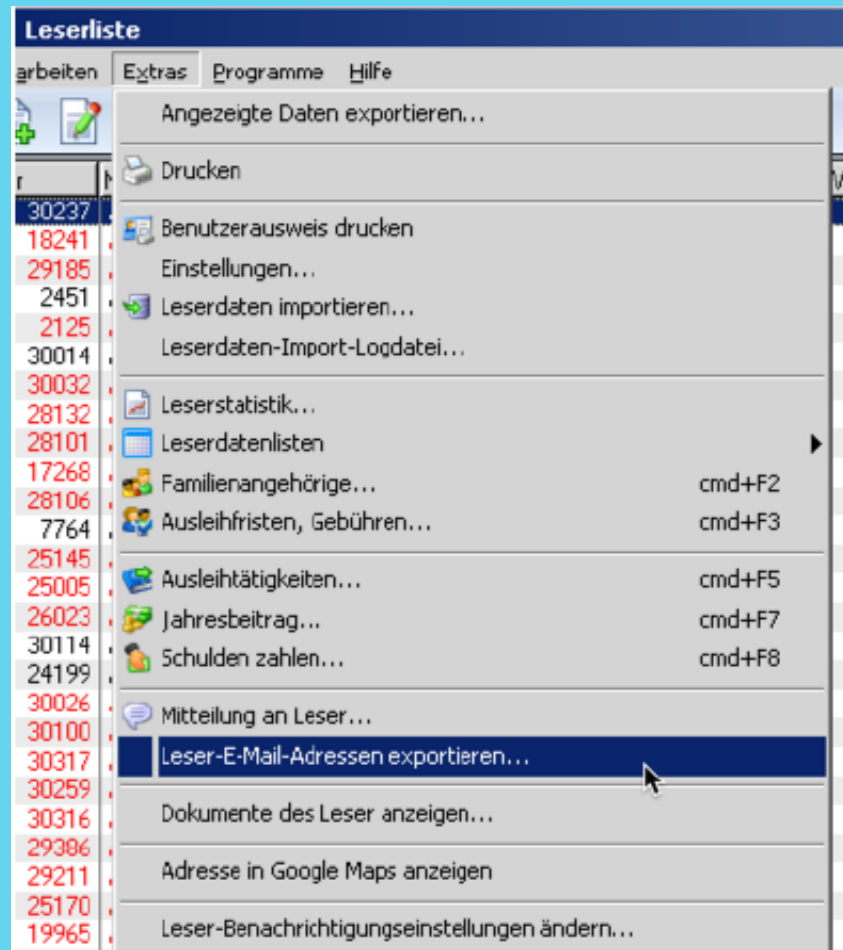 Leserliste
arbeiten Extras Programme Hilfe
Angezeigte Daten exportieren...
Drucken
Benutzerausweis drucken
Einstellungen...
Leserdaten importieren...
Leserdaten-Import-Logdatei...
Leserstatistik...
Leserdatenlisten
Familienangehörige... cmd+F2
Ausleihfristen, Gebühren... cmd+F3
Ausleihtätigkeiten... cmd+F5
Jahresbeitrag... cmd+F7
Schulden zahlen... cmd+F8
Mitteilung an Leser...
Leser-E-Mail-Adressen exportieren...
Dokumente des Leser anzeigen...
Adresse in Google Maps anzeigen
Leser-Benachrichtigungseinstellungen ändern...
30237
18241
29185
2451
2125
30014
30032
28132
28101
17268
28106
7764
25145
25005
26023
30114
24199
30026
30100
30317
30259
30316
29386
29211
25170
19965